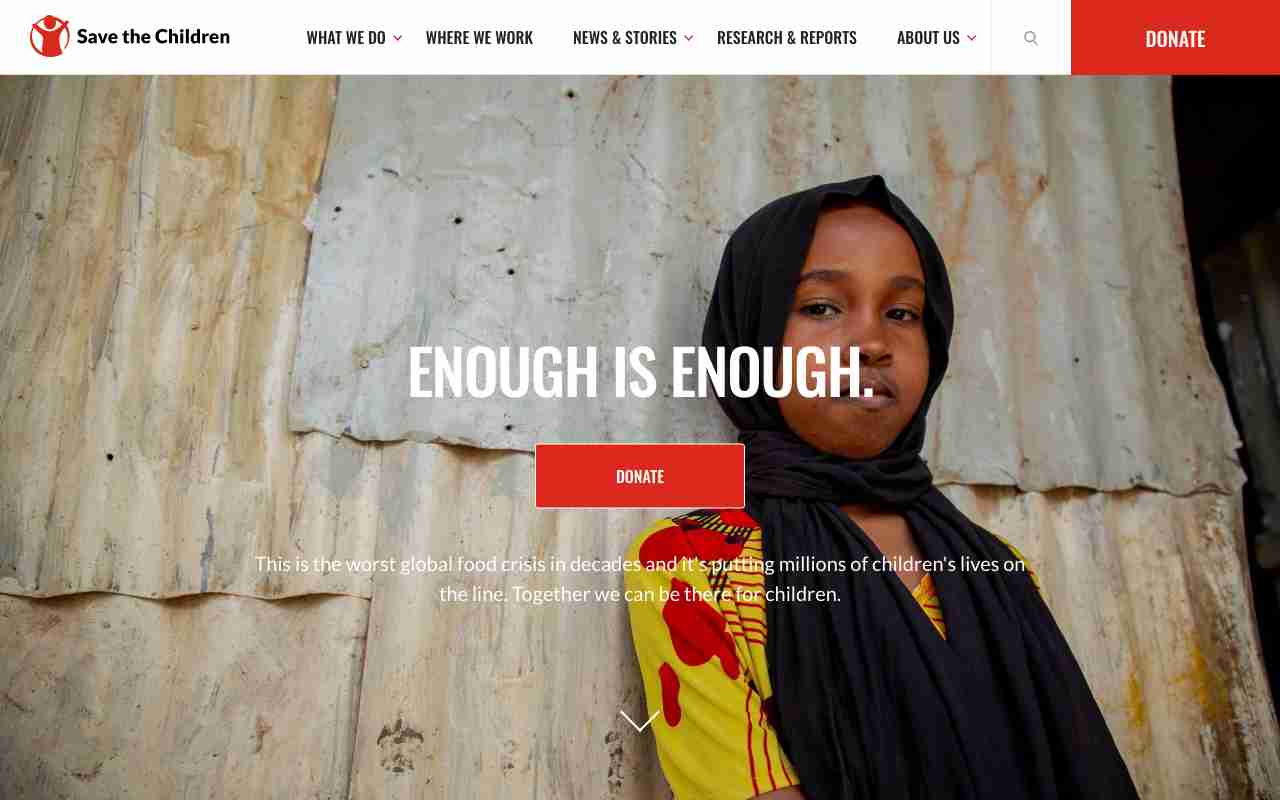 Save the Children
WHAT WE DO
WHERE WE WORK
NEWS & STORIES
RESEARCH & REPORTS
ABOUT US
DONATE
ENOUGH IS ENOUGH.
DONATE
This is the worst global food crisis in decades and it's putting millions of children's lives on
the line. Together we can be there for children.